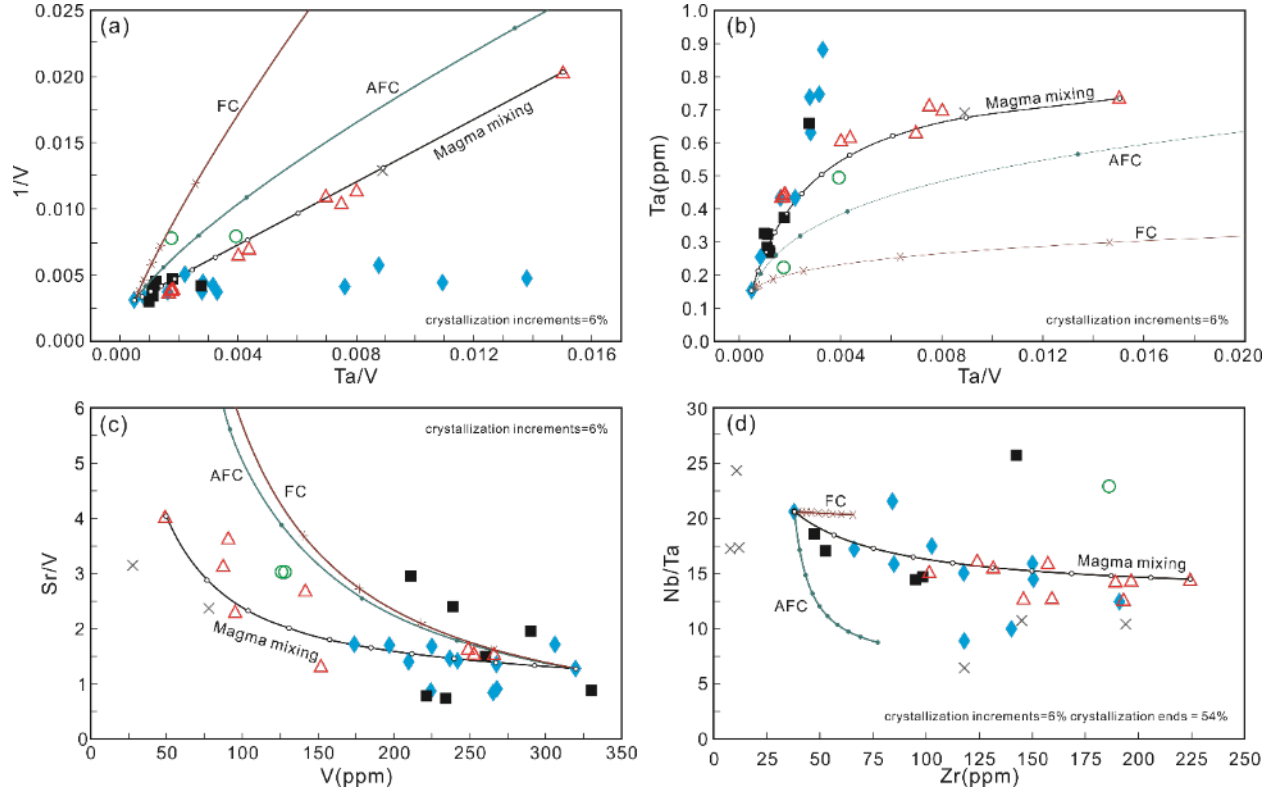 (a)
0.025
0.020
0.015
0.010
0.005
0.000
1/V
FC
AFC
Magma mixing
crystallization increments=6%
0.000
0.004
0.008
0.012
0.016
Ta/V
(b)
1.0
0.9
0.8
0.7
0.6
0.5
0.4
0.3
0.2
0.1
0.0
Ta(ppm)
Magma mixing
AFC
FC
crystallization increments=6%
0.000
0.004
0.008
0.012
0.016
0.020
Ta/V
(c)
6
5
4
3
2
1
0
Sr/V
crystallization increments=6%
AFC
FC
Magma mixing
0
50
100
150
200
250
300
350
V(ppm)
(d)
30
25
20
15
10
5
0
Nb/Ta
FC
Magma mixing
AFC
crystallization increments=6% crystallization ends = 54%
0
25
50
75
100
125
150
175
200
225
250
Zr(ppm)